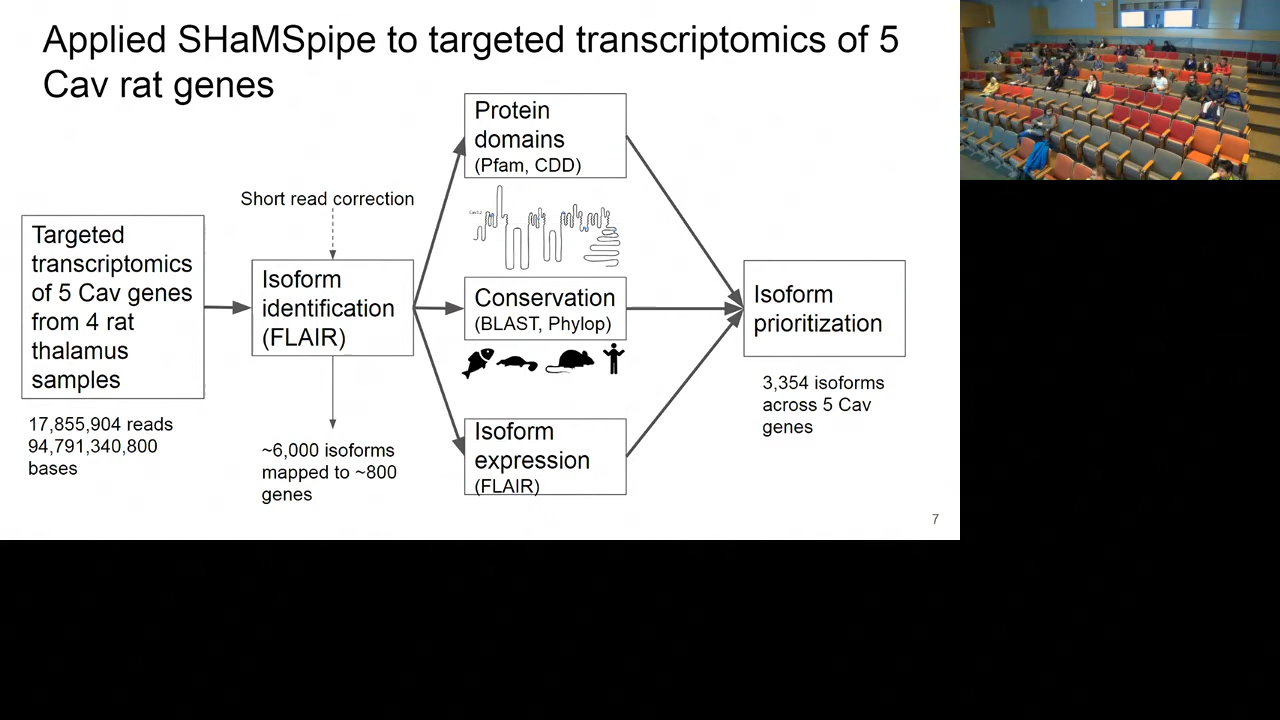 Applied SHaMSpipe to targeted transcriptomics of 5
Cav rat genes
Targeted
transcriptomics
of 5 Cav genes
from 4 rat
thalamus
samples
17,855,904 reads
94,791,340,800
bases
Short read correction
Isoform
identification
(FLAIR)
~6,000 isoforms
mapped to ~800
genes
Protein
domains
(Pfam, CDD)
Conservation
(BLAST, Phylop)
Isoform
expression
(FLAIR)
Isoform
prioritization
3,354 isoforms
across 5 Cav
genes
7